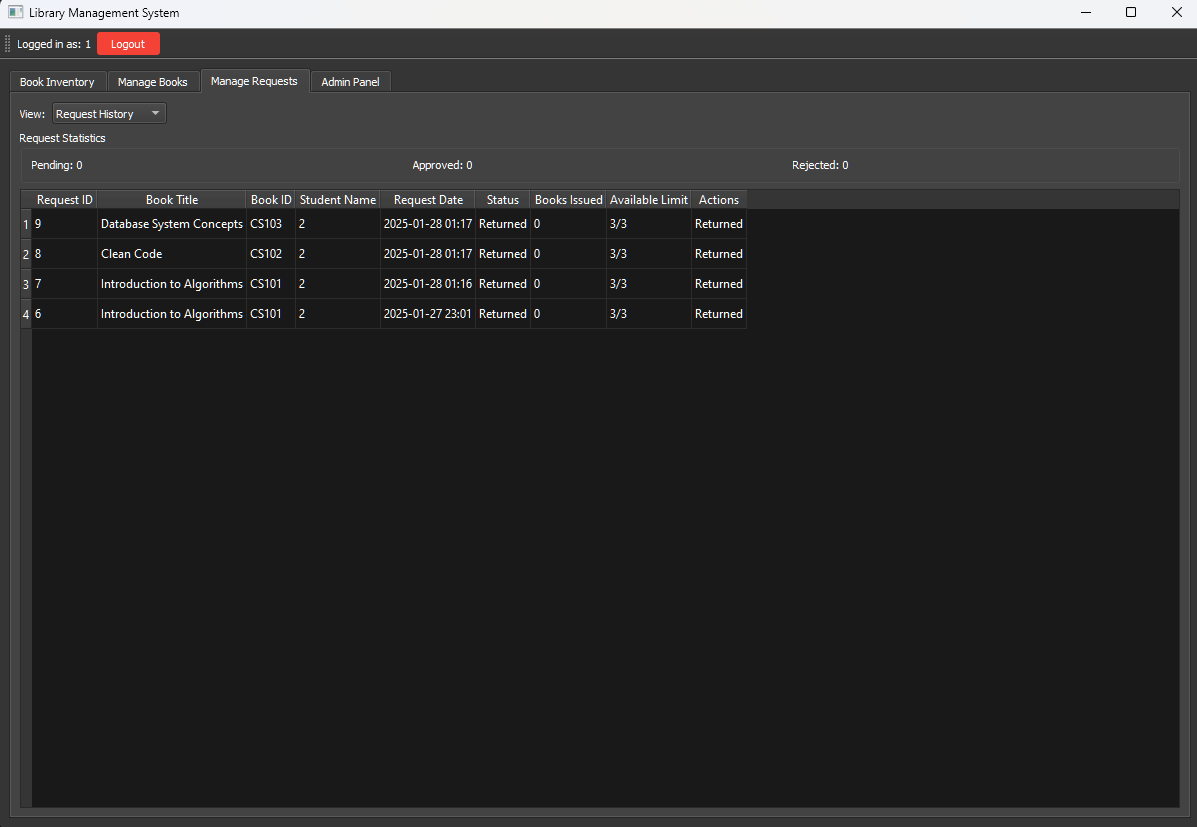 Library Management System
Logged in as: 1 Logout
Book Inventory Manage Books Manage Requests Admin Panel
View: Request History
Request Statistics
Pending: 0 Approved: 0 Rejected: 0
Request ID Book Title Book ID Student Name Request Date Status Books Issued Available Limit Actions
1 9 Database System Concepts CS103 2 2025-01-28 01:17 Returned 0 3/3 Returned
2 8 Clean Code CS102 2 2025-01-28 01:17 Returned 0 3/3 Returned
3 7 Introduction to Algorithms CS101 2 2025-01-28 01:16 Returned 0 3/3 Returned
4 6 Introduction to Algorithms CS101 2 2025-01-27 23:01 Returned 0 3/3 Returned